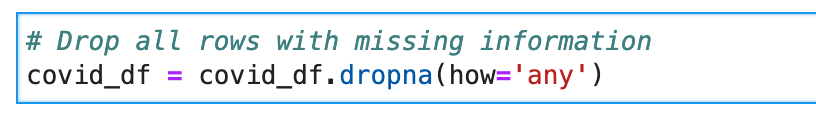 # Drop all rows with missing information
covid_df = covid_df.dropna(how='any')